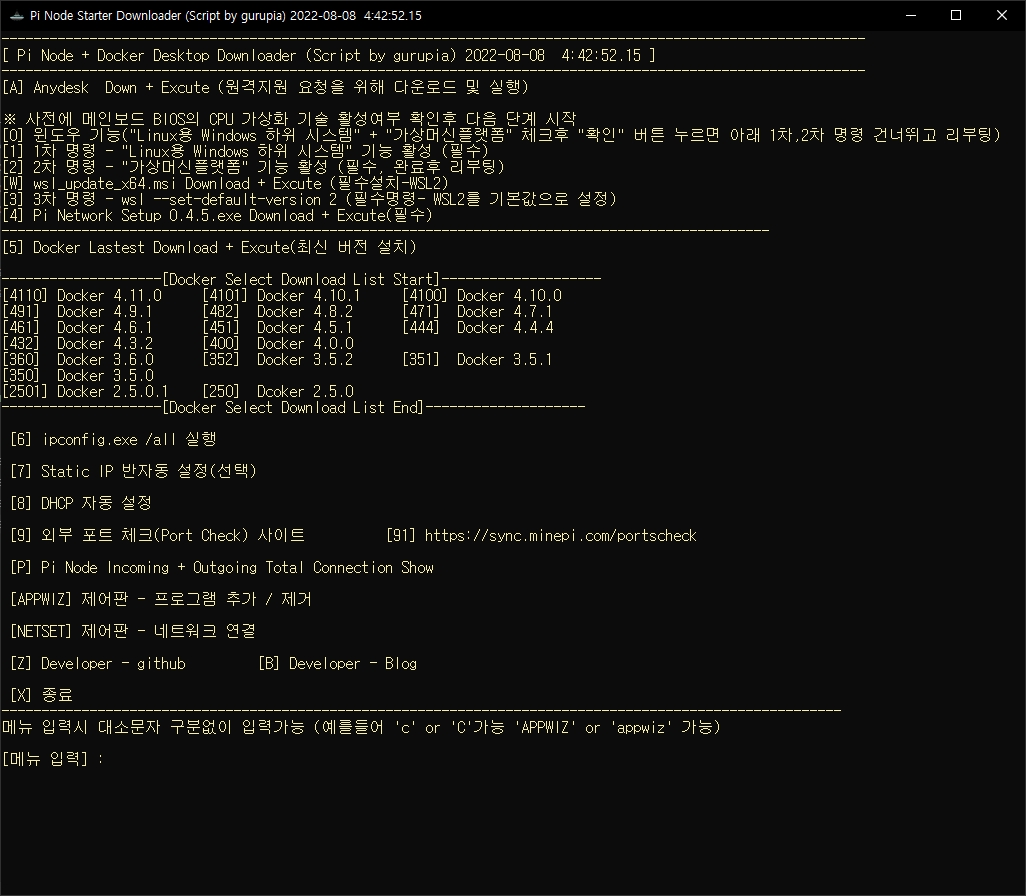 Pi Node Starter Downloader (Script by gurupia) 2022-08-08  4:42:52.15
------------------------------------------------------------------------------------------------------------
[ Pi Node + Docker Desktop Downloader (Script by gurupia) 2022-08-08  4:42:52.15 ]
------------------------------------------------------------------------------------------------------------
[A] Anydesk  Down + Excute (원격지원 요청을 위해 다운로드 및 실행)
※ 사전에 메인보드 BIOS의 CPU 가상화 기술 활성여부 확인후 다음 단계 시작
[0] 윈도우 기능("Linux용 Windows 하위 시스템" + "가상머신플랫폼" 체크후 "확인" 버튼 누르면 아래 1차,2차 명령 건너뛰고 리부팅)
[1] 1차 명령 - "Linux용 Windows 하위 시스템" 기능 활성 (필수)
[2] 2차 명령 - "가상머신플랫폼" 기능 활성 (필수, 완료후 리부팅)
[W] wsl_update_x64.msi Download + Excute (필수설치-WSL2)
[3] 3차 명령 - wsl --set-default-version 2 (필수명령- WSL2를 기본값으로 설정)
[4] Pi Network Setup 0.4.5.exe Download + Excute(필수)
------------------------------------------------------------------------------------------------
[5] Docker Lastest Download + Excute(최신 버전 설치)
--------------------[Docker Select Download List Start]--------------------
[4110] Docker 4.11.0     [4101] Docker 4.10.1     [4100] Docker 4.10.0
[491]  Docker 4.9.1      [482]  Docker 4.8.2      [471]  Docker 4.7.1
[461]  Docker 4.6.1      [451]  Docker 4.5.1      [444]  Docker 4.4.4
[432]  Docker 4.3.2      [400]  Docker 4.0.0
[360]  Docker 3.6.0      [352]  Docker 3.5.2      [351]  Docker 3.5.1
[350]  Docker 3.5.0
[2501] Docker 2.5.0.1    [250]  Dcoker 2.5.0
--------------------[Docker Select Download List End]--------------------
[6] ipconfig.exe /all 실행
[7] Static IP 반자동 설정(선택)
[8] DHCP 자동 설정
[9] 외부 포트 체크(Port Check) 사이트          [91] https://sync.minepi.com/portscheck
[P] Pi Node Incoming + Outgoing Total Connection Show
[APPWIZ] 제어판 - 프로그램 추가 / 제거
[NETSET] 제어판 - 네트워크 연결
[Z] Developer - github         [B] Developer - Blog
[X] 종료
---------------------------------------------------------------------------------------------------------
메뉴 입력시 대소문자 구분없이 입력가능 (예를들어 'c' or 'C'가능 'APPWIZ' or 'appwiz' 가능)
[메뉴 입력] :